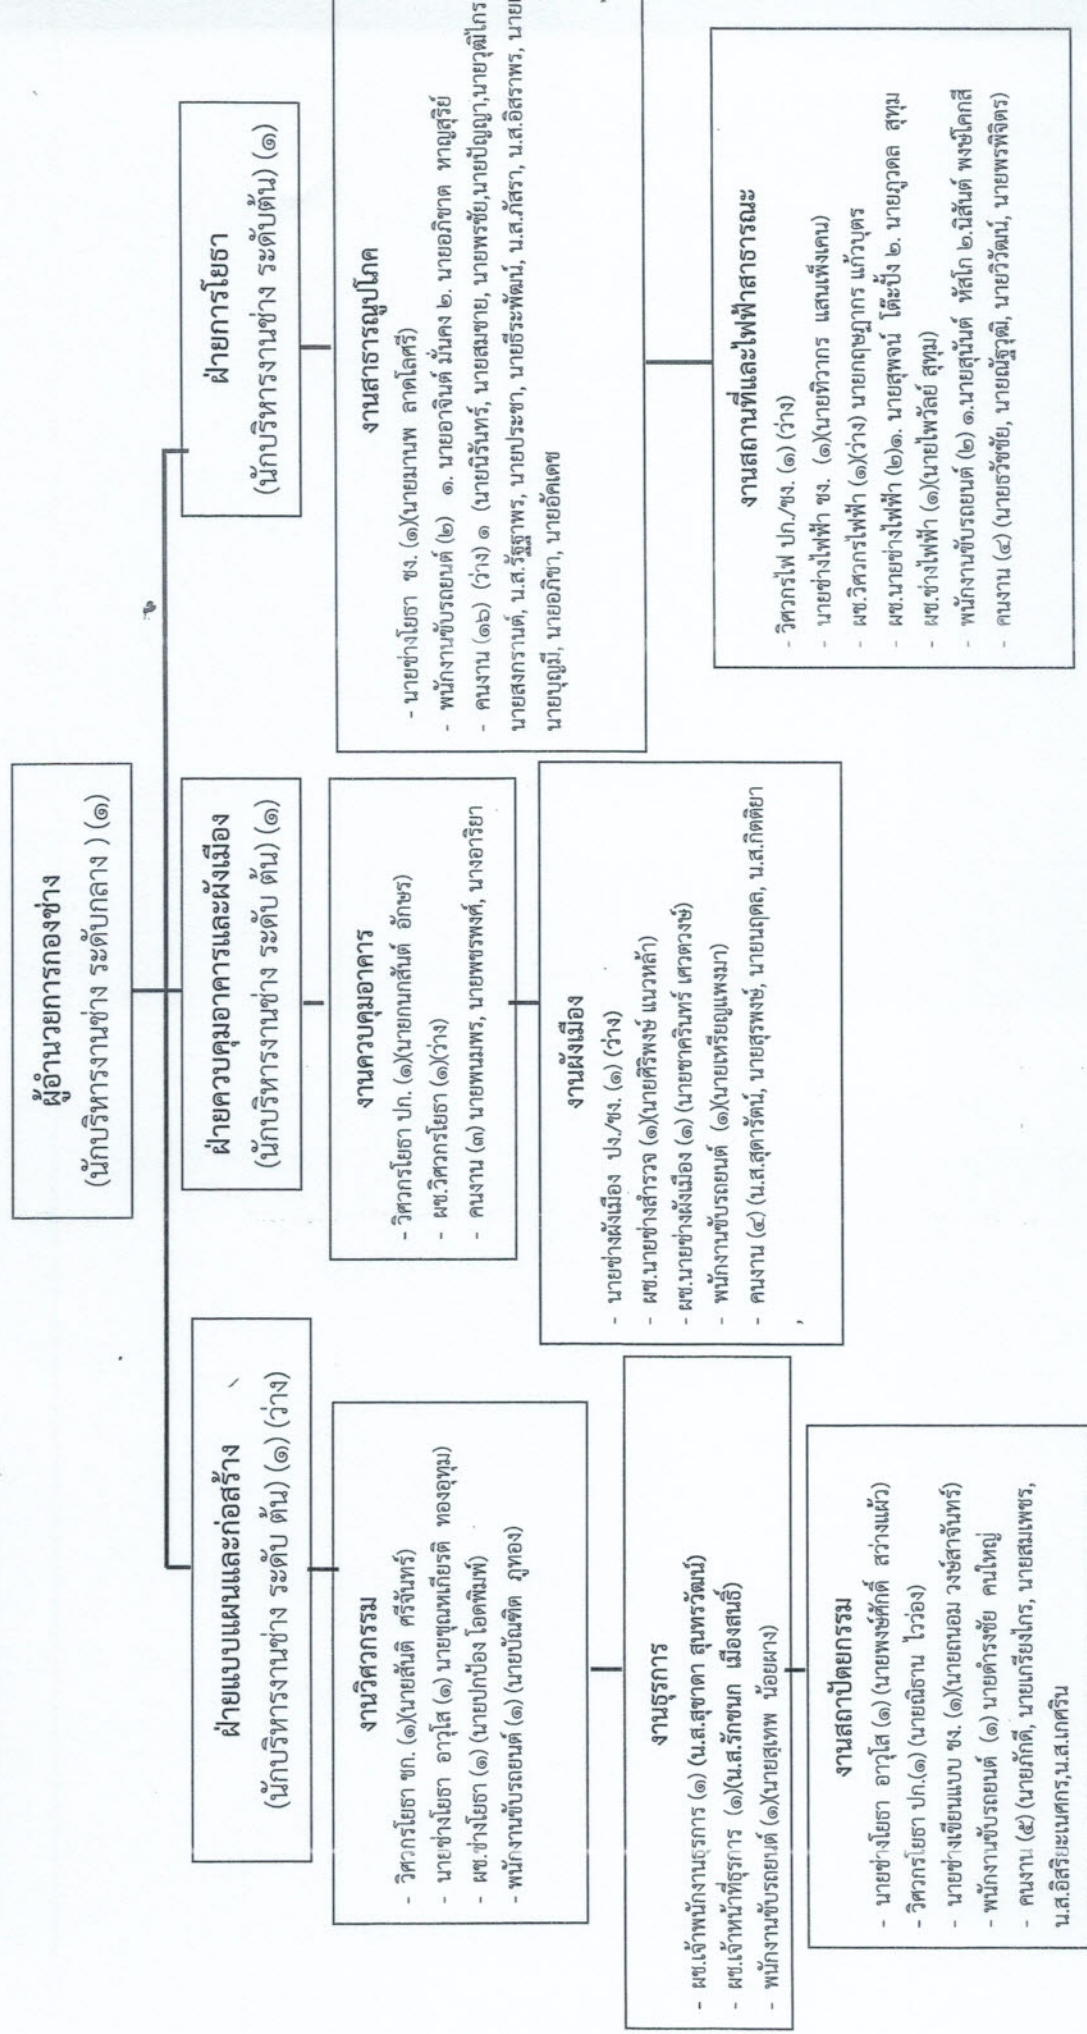 ผู้อำนวยการกองช่าง
(นักบริหารงานช่าง ระดับกลาง ) (๑)
ฝ่ายแบบแผนและก่อสร้าง
(นักบริหารงานช่าง ระดับ ต้น) (๑) (ว่าง)
งานวิศวกรรม
- วิศวกรโยธา ชก. (๑)(นายสันติ ศรีจันทร์)
- นายช่างโยธา อาวุโส (๑) นายชุณหเกียรติ ทองอุทุม)
- ผช.ช่างโยธา (๑) (นายปกป้อง โอดพิมพ์)
- พนักงานขับรถยนต์ (๑) (นายบัณฑิต ภูทอง)
งานธุรการ
- ผช.เจ้าพนักงานธุรการ (๑) (น.ส.สุชาดา สุนทรวัฒน์)
- ผช.เจ้าหน้าที่ธุรการ (๑)(น.ส.รักชนก เมืองสนธิ์)
- พนักงานขับรถยนต์ (๑)(นายสุเทพ น้อยผาง)
งานสถาปัตยกรรม
- นายช่างโยธา อาวุโส (๑) (นายพงษ์ศักดิ์ สว่างแผ้ว)
- วิศวกรโยธา ปก.(๑) (นายณิธาน ไวว่อง)
- นายช่างเขียนแบบ ชง. (๑)(นายถนอม วงษ์สาจันทร์)
- พนักงานขับรถยนต์ (๑) นายดำรงชัย คนใหญ่
- คนงาน (๕) (นายภักดี, นายเกรียงไกร, นายสมเพชร,
น.ส.อิสริยะเนศกร,น.ส.เกศริน
ฝ่ายควบคุมอาคารและผังเมือง
(นักบริหารงานช่าง ระดับ ต้น) (๑)
งานควบคุมอาคาร
- วิศวกรโยธา ปก. (๑)(นายกนกสันต์ อักษร)
- ผช.วิศวกรโยธา (๑)(ว่าง)
- คนงาน (๓) นายพนมพร, นายพชรพงศ์, นางอาริยา
งานผังเมือง
- นายช่างผังเมือง ปง./ชง. (๑) (ว่าง)
- ผช.นายช่างสำรวจ (๑)(นายศิริพงษ์ แนวหล้า)
- ผช.นายช่างผังเมือง (๑) (นายชาครินทร์ เศวตวงษ์)
- พนักงานขับรถยนต์ (๑)(นายเหรียญแพงมา)
- คนงาน (๔) (น.ส.สุดารัตน์, นายสุรพงษ์, นายนฤดล, น.ส.กิตติยา
,
ฝ่ายการโยธา
(นักบริหารงานช่าง ระดับต้น) (๑)
งานสาธารณูปโภค
- นายช่างโยธา ชง. (๑)(นายมานพ ลาดโลศรี)
- พนักงานขับรถยนต์ (๒) ๑. นายอาจินต์ มั่นคง ๒. นายอภิชาต หาญสุริย์
- คนงาน (๑๖) (ว่าง) ๑ (นายนิรันทร์, นายสมชาย, นายพรชัย,นายปัญญา,นายวุฒิไกร
นายสงกรานต์, น.ส.รัฐฐาพร, นายประชา, นายธีระพัฒน์, น.ส.ภัสรา, น.ส.อิสราพร,
นายบุญมี, นายอภิชา, นายอัคเดช
งานสถานที่และไฟฟ้าสาธารณะ
- วิศวกรไฟ ปก./ชง. (๑) (ว่าง)
- นายช่างไฟฟ้า ชง. (๑)(นายทิวากร แสนเพ็งเคน)
- ผช.วิศวกรไฟฟ้า (๑)(ว่าง) นายกฤษฎากร แก้วบุตร
- ผช.นายช่างไฟฟ้า (๒)๑. นายสุพจน์ โต๊ะปิ้ง ๒. นายภูวดล สุทุม
- ผช.ช่างไฟฟ้า (๑)(นายไพวัลย์ สุทุม)
- พนักงานขับรถยนต์ (๒) ๑.นายสุนันต์ หัสโก ๒.นิสันต์ พงษ์โคกสี
- คนงาน (๔) (นายธวัชชัย, นายณัฐวุฒิ, นายวิวัฒน์, นายพรพิจิตร)